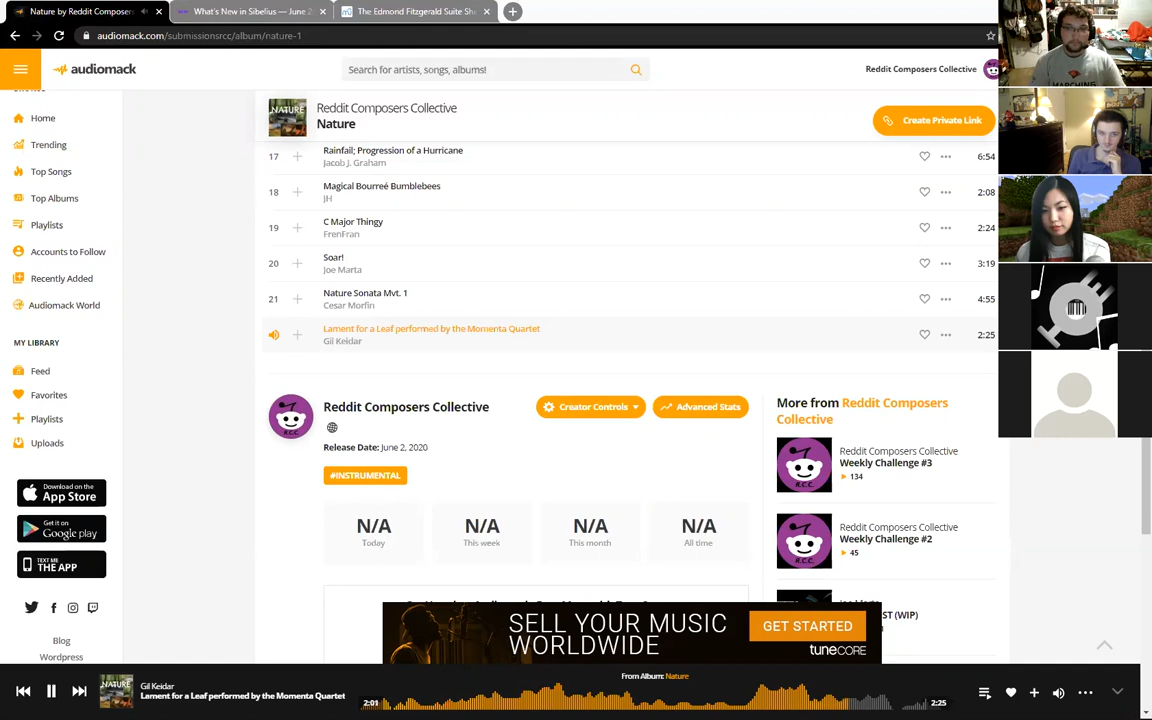 Nature by Reddit Composers
What's New in Sibelius — June 2
The Edmond Fitzgerald Suite Sh
audiomack.com/submissionsrcc/album/nature-1
audiomack
Search for artists, songs, albums!
Reddit Composers Collective
Reddit Composers Collective
Nature
Create Private Link
Home
Trending
Top Songs
Top Albums
Playlists
Accounts to Follow
Recently Added
Audiomack World
MY LIBRARY
Feed
Favorites
Playlists
Uploads
Download on the
App Store
Get it on
Google play
TEXT ME
THE APP
Blog
Wordpress
17 Rainfall; Progression of a Hurricane 6:54
Jacob J. Graham
18 Magical Bourreé Bumblebees 2:08
JH
19 C Major Thingy 2:24
FrenFran
20 Soar! 3:19
Joe Marta
21 Nature Sonata Mvt. 1 4:55
Cesar Morfin
Lament for a Leaf performed by the Momenta Quartet 2:25
Gil Keidar
Reddit Composers Collective
Creator Controls
Advanced Stats
R.C.C.
Release Date: June 2, 2020
#INSTRUMENTAL
N/A N/A N/A N/A
Today This week This month All time
More from Reddit Composers
Collective
Reddit Composers Collective
Weekly Challenge #3
134
R.C.C.
Reddit Composers Collective
Weekly Challenge #2
45
R.C.C.
(WIP)
SELL YOUR MUSIC
WORLDWIDE
GET STARTED
tunecore
MARCHING
NATURE
NATURE
Gil Keidar
Lament for a Leaf performed by the Momenta Quartet
From Album: Nature
2:01
2:25